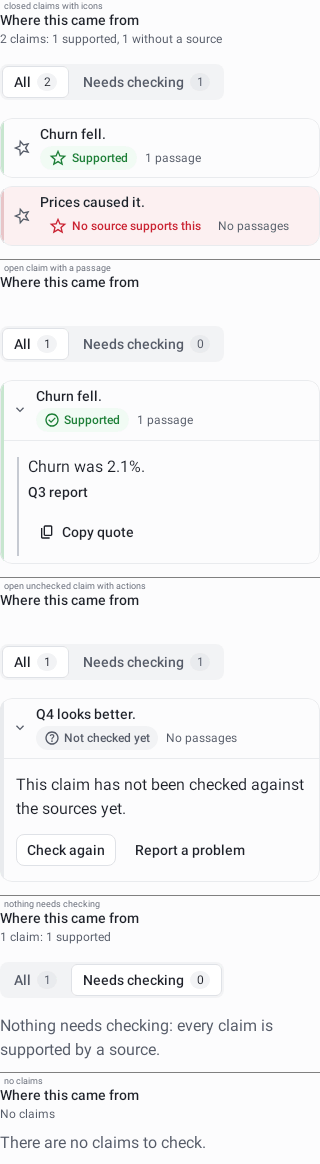 closed claims with icons
Where this came from
2 claims: 1 supported, 1 without a source
All 2 Needs checking 1
Churn fell.
Supported 1 passage
Prices caused it.
No source supports this No passages
open claim with a passage
Where this came from
All 1 Needs checking 0
Churn fell.
Supported 1 passage
Churn was 2.1%.
Q3 report
Copy quote
open unchecked claim with actions
Where this came from
All 1 Needs checking 1
Q4 looks better.
Not checked yet No passages
This claim has not been checked against
the sources yet.
Check again Report a problem
nothing needs checking
Where this came from
1 claim: 1 supported
All 1 Needs checking 0
Nothing needs checking: every claim is
supported by a source.
no claims
Where this came from
No claims
There are no claims to check.